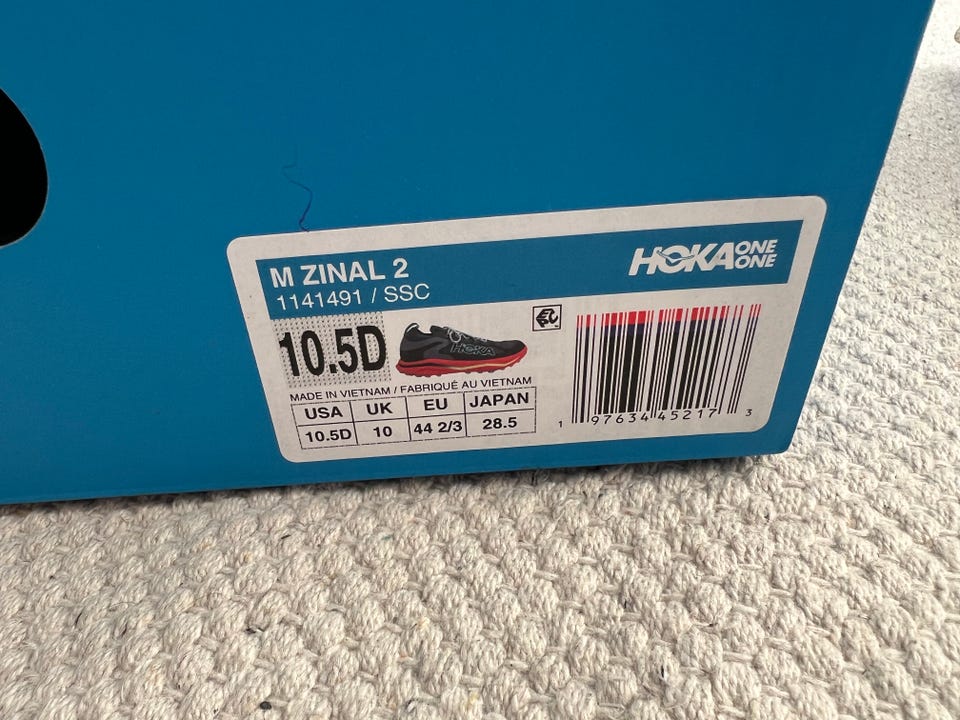 M ZINAL 2
1141491 / SSC
HOKA ONE
ONE
10.5D
HOKA
MADE IN VIETNAM / FABRIQUÉ AU VIETNAM
USA UK EU JAPAN
10.5D 10 44 2/3 28.5
1 97634 45217 3